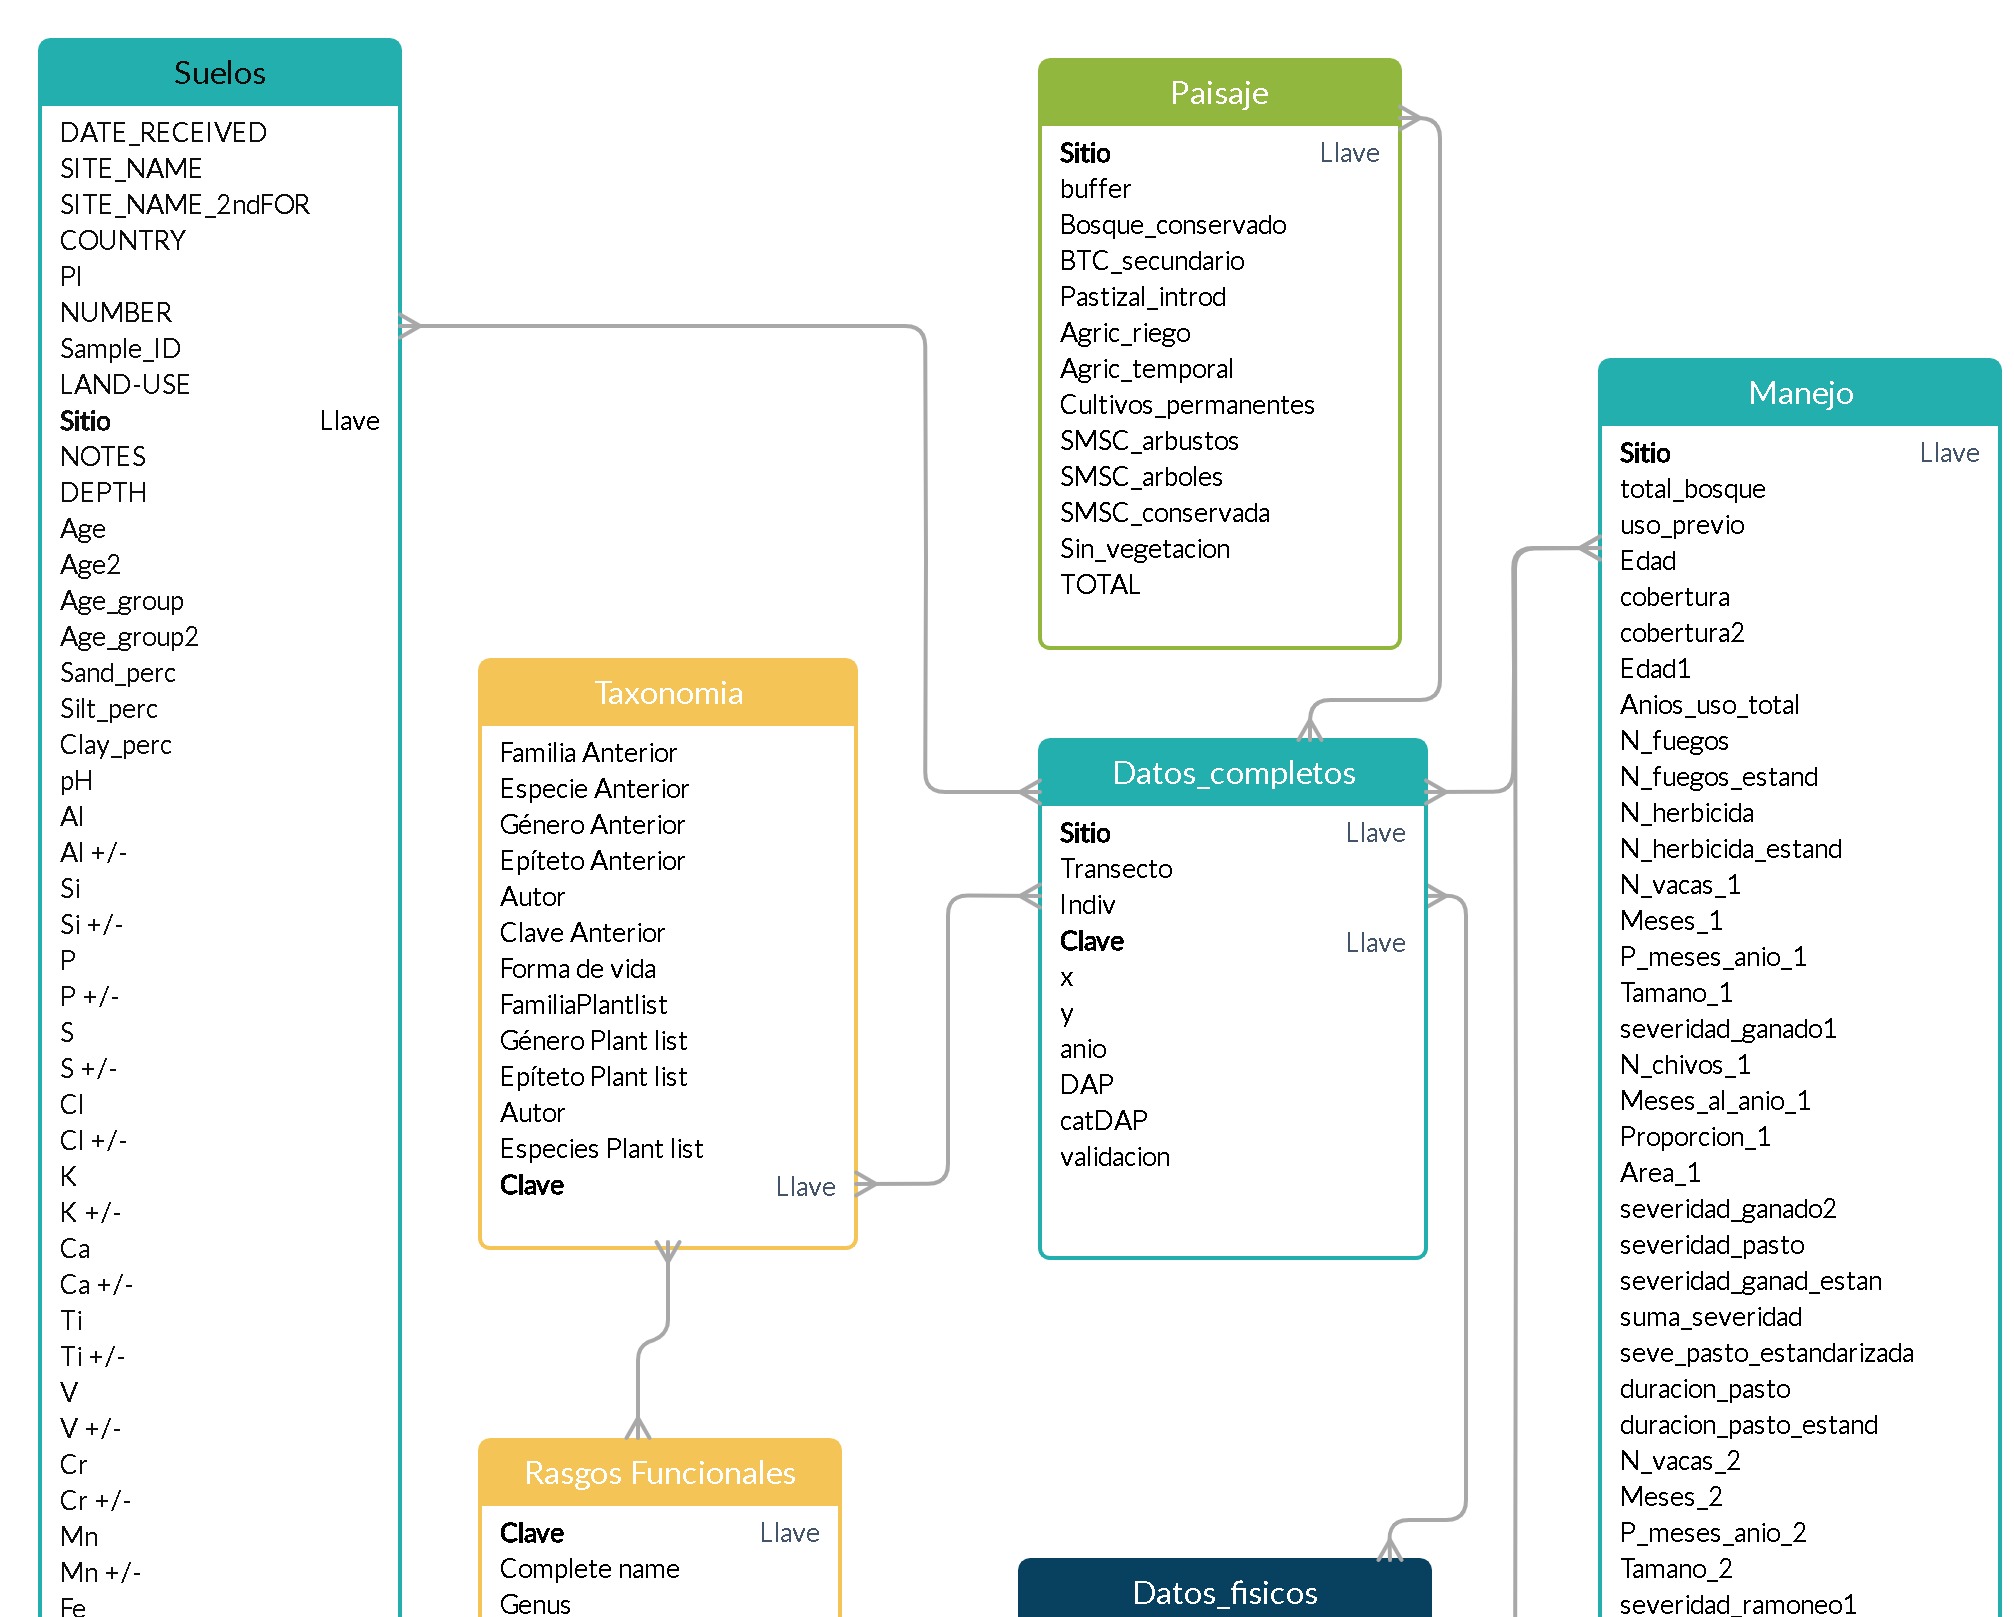 Suelos
DATE_RECEIVED
SITE_NAME
SITE_NAME_2ndFOR
COUNTRY
PI
NUMBER
Sample_ID
LAND-USE
Sitio Llave
NOTES
DEPTH
Age
Age2
Age_group
Age_group2
Sand_perc
Silt_perc
Clay_perc
pH
Al
Al +/-
Si
Si +/-
P
P +/-
S
S +/-
Cl
Cl +/-
K
K +/-
Ca
Ca +/-
Ti
Ti +/-
V
V +/-
Cr
Cr +/-
Mn
Mn +/-
Fe
Taxonomia
Familia Anterior
Especie Anterior
Género Anterior
Epíteto Anterior
Autor
Clave Anterior
Forma de vida
FamiliaPlantlist
Género Plant list
Epíteto Plant list
Autor
Especies Plant list
Clave Llave
Rasgos Funcionales
Clave Llave
Complete name
Genus
Paisaje
Sitio Llave
buffer
Bosque_conservado
BTC_secundario
Pastizal_introd
Agric_riego
Agric_temporal
Cultivos_permanentes
SMSC_arbustos
SMSC_arboles
SMSC_conservada
Sin_vegetacion
TOTAL
Datos_completos
Sitio Llave
Transecto
Indiv
Clave Llave
x
y
anio
DAP
catDAP
validacion
Datos_fisicos
Manejo
Sitio Llave
total_bosque
uso_previo
Edad
cobertura
cobertura2
Edad1
Anios_uso_total
N_fuegos
N_fuegos_estand
N_herbicida
N_herbicida_estand
N_vacas_1
Meses_1
P_meses_anio_1
Tamano_1
severidad_ganado1
N_chivos_1
Meses_al_anio_1
Proporcion_1
Area_1
severidad_ganado2
severidad_pasto
severidad_ganad_estan
suma_severidad
seve_pasto_estandarizada
duracion_pasto
duracion_pasto_estand
N_vacas_2
Meses_2
P_meses_anio_2
Tamano_2
severidad_ramoneo1